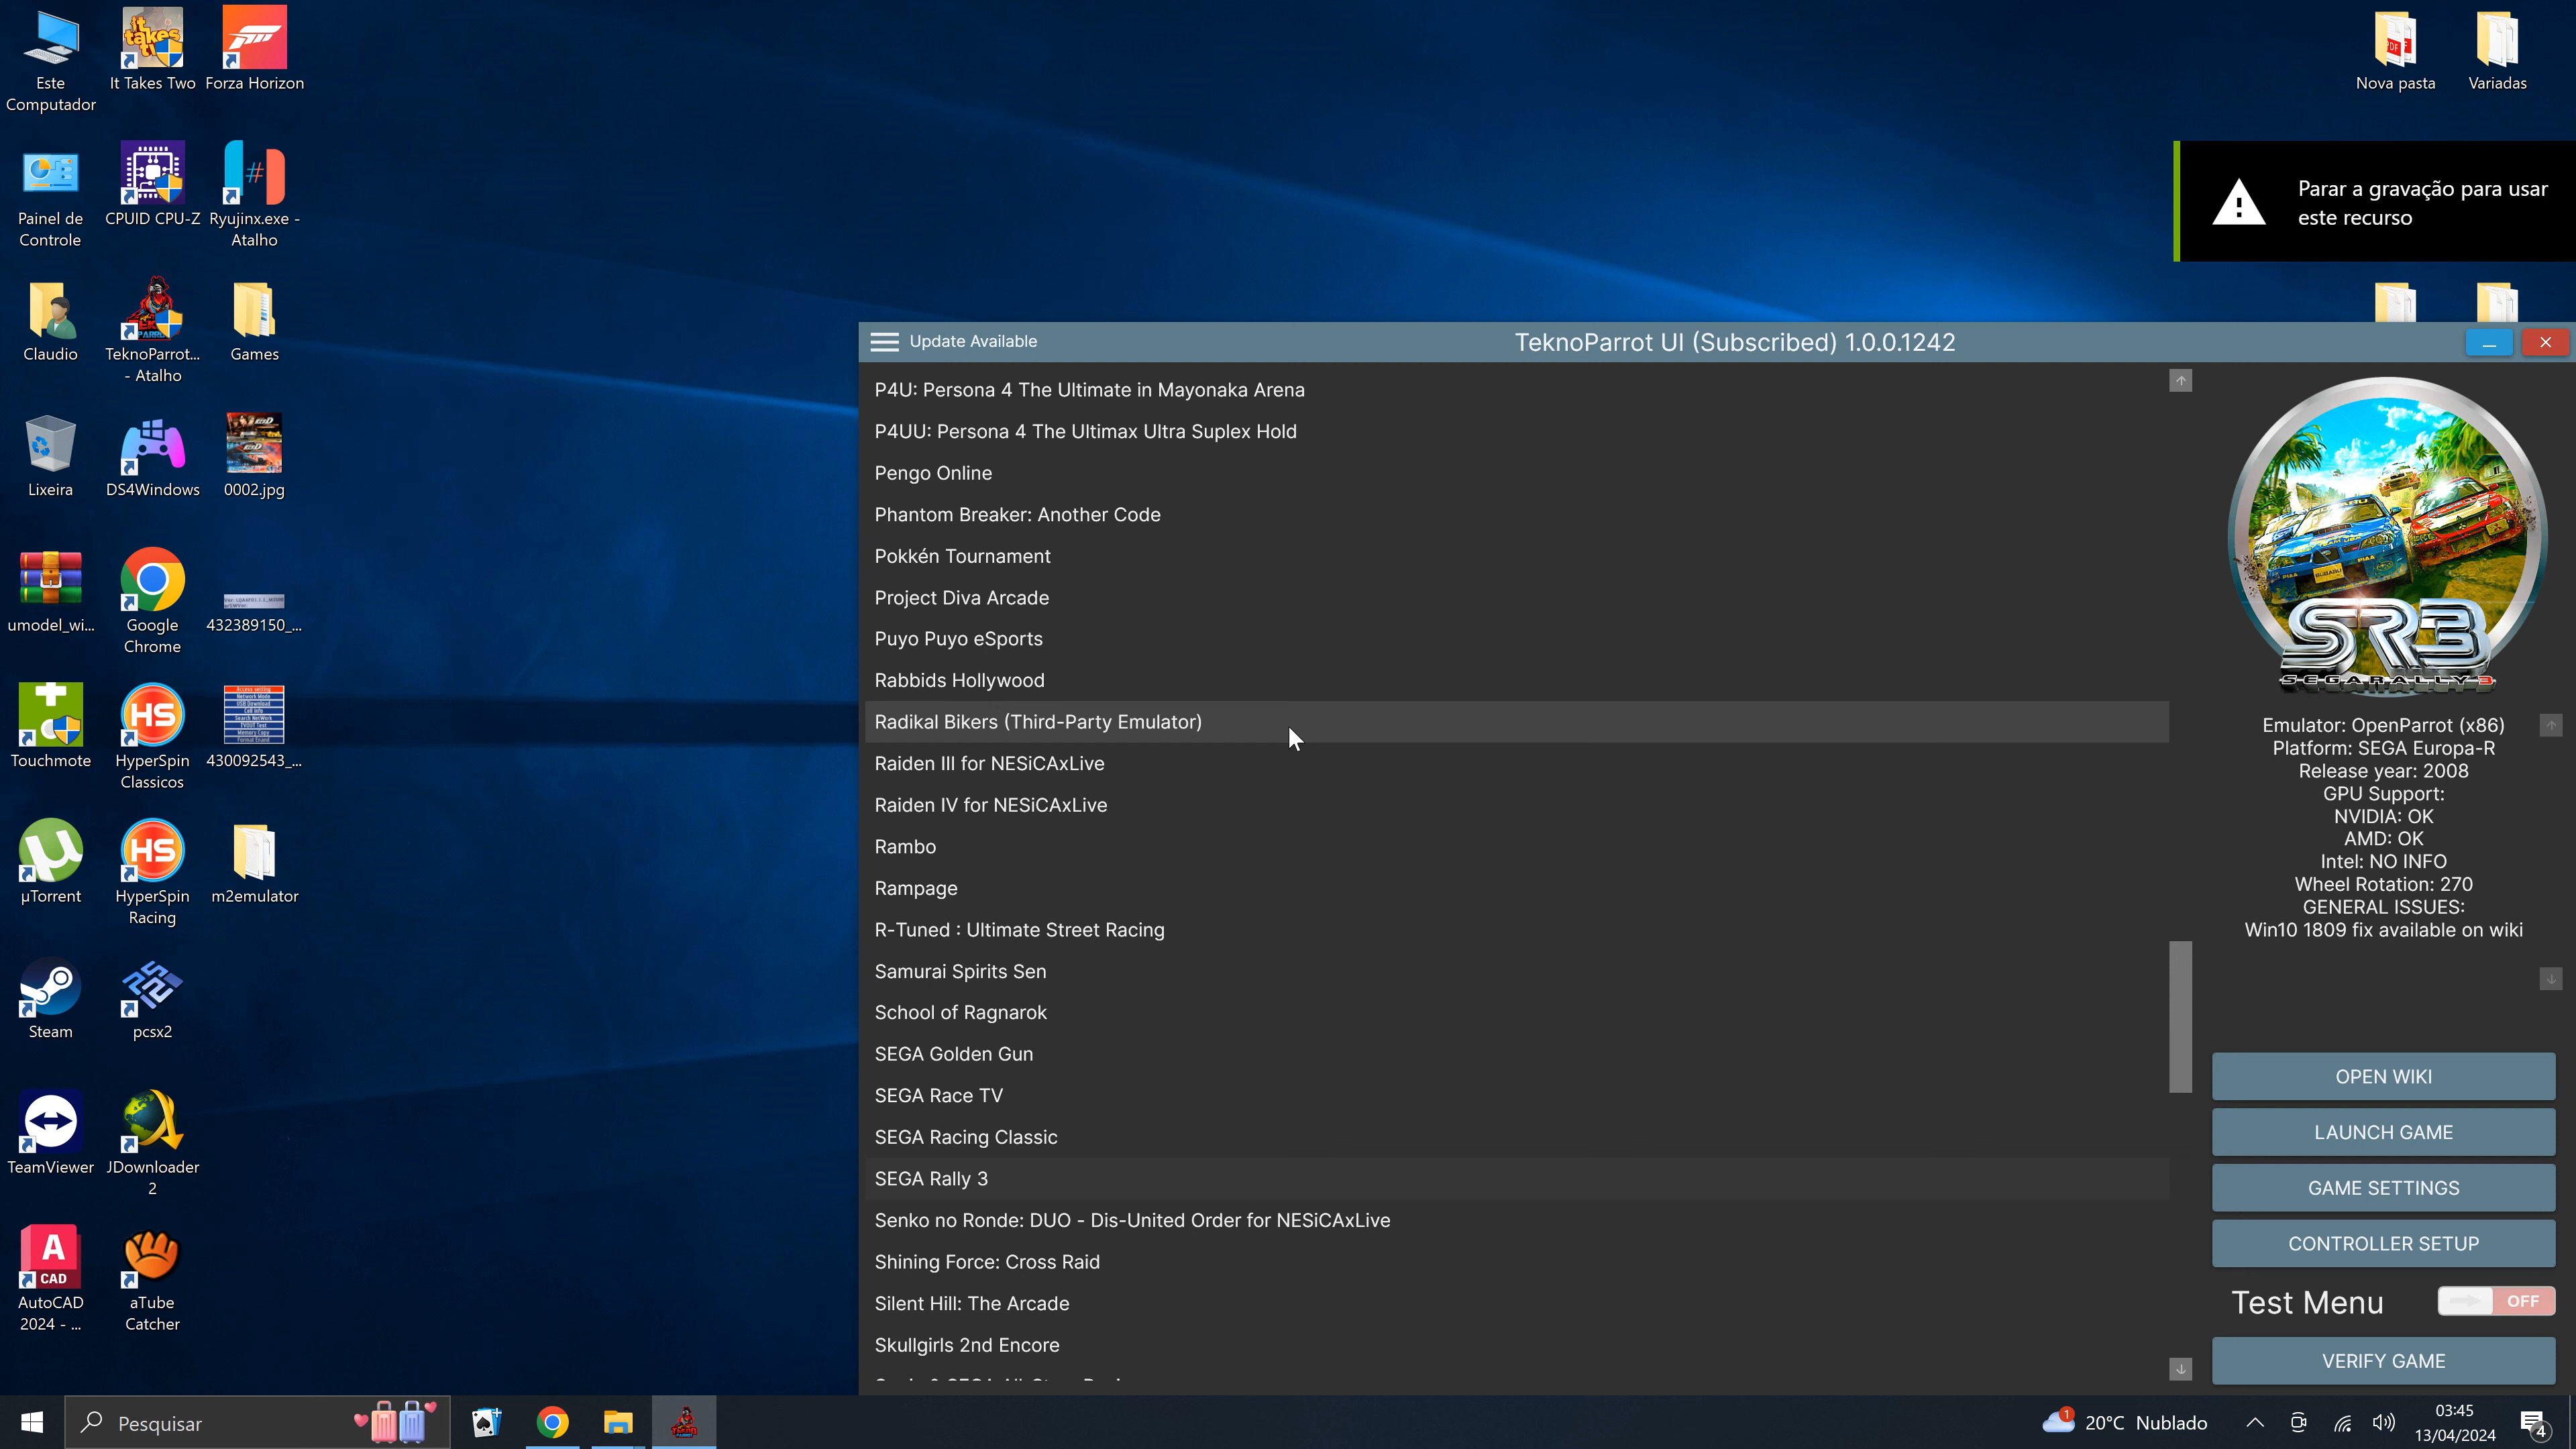 Este
Computador
It Takes Two
Forza Horizon
Nova pasta
Variadas
Painel de
Controle
CPUID CPU-Z
Ryujinx.exe -
Atalho
Parar a gravação para usar
este recurso
Claudio
TeknoParrot...
- Atalho
Games
Lixeira
DS4Windows
0002.jpg
umodel_wi...
Google
Chrome
432389150_...
Touchmote
HS
HyperSpin
Classicos
430092543_...
µTorrent
HS
HyperSpin
Racing
m2emulator
Steam
pcsx2
TeamViewer
JDownloader
2
A
CAD
AutoCAD
2024 - ...
aTube
Catcher
Update Available
TeknoParrot UI (Subscribed) 1.0.0.1242
P4U: Persona 4 The Ultimate in Mayonaka Arena
P4UU: Persona 4 The Ultimax Ultra Suplex Hold
Pengo Online
Phantom Breaker: Another Code
Pokkén Tournament
Project Diva Arcade
Puyo Puyo eSports
Rabbids Hollywood
Radikal Bikers (Third-Party Emulator)
Raiden III for NESiCAxLive
Raiden IV for NESiCAxLive
Rambo
Rampage
R-Tuned : Ultimate Street Racing
Samurai Spirits Sen
School of Ragnarok
SEGA Golden Gun
SEGA Race TV
SEGA Racing Classic
SEGA Rally 3
Senko no Ronde: DUO - Dis-United Order for NESiCAxLive
Shining Force: Cross Raid
Silent Hill: The Arcade
Skullgirls 2nd Encore
SR3
SEGA RALLY 3
Emulator: OpenParrot (x86)
Platform: SEGA Europa-R
Release year: 2008
GPU Support:
NVIDIA: OK
AMD: OK
Intel: NO INFO
Wheel Rotation: 270
GENERAL ISSUES:
Win10 1809 fix available on wiki
OPEN WIKI
LAUNCH GAME
GAME SETTINGS
CONTROLLER SETUP
Test Menu
OFF
VERIFY GAME
Pesquisar
1
20°C Nublado
03:45
13/04/2024
4